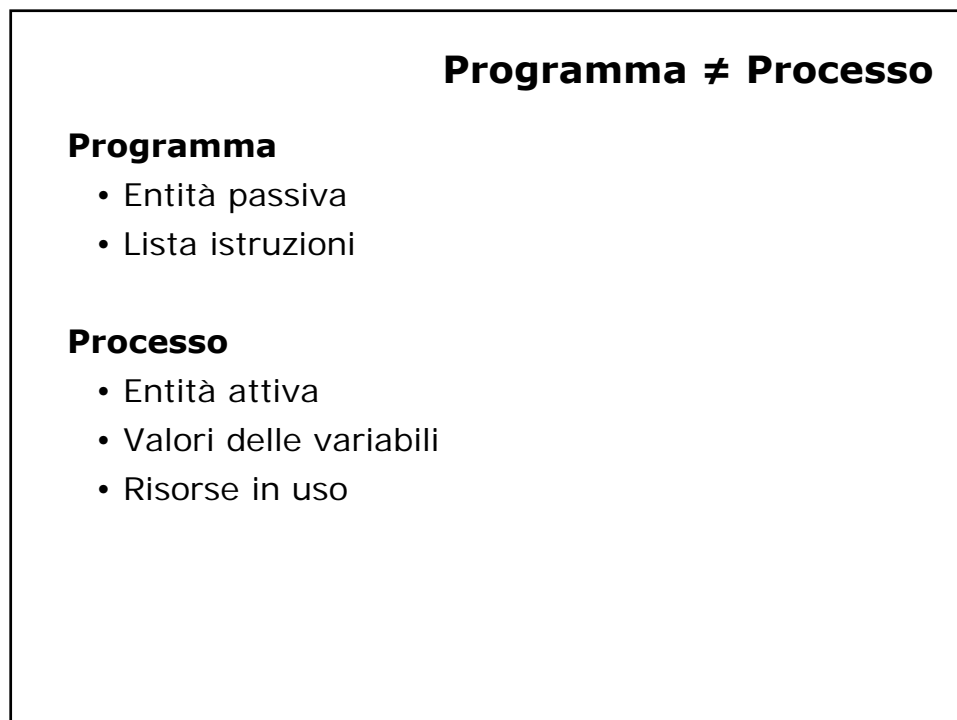 Programma ≠ Processo
Programma
• Entità passiva
• Lista istruzioni
Processo
• Entità attiva
• Valori delle variabili
• Risorse in uso